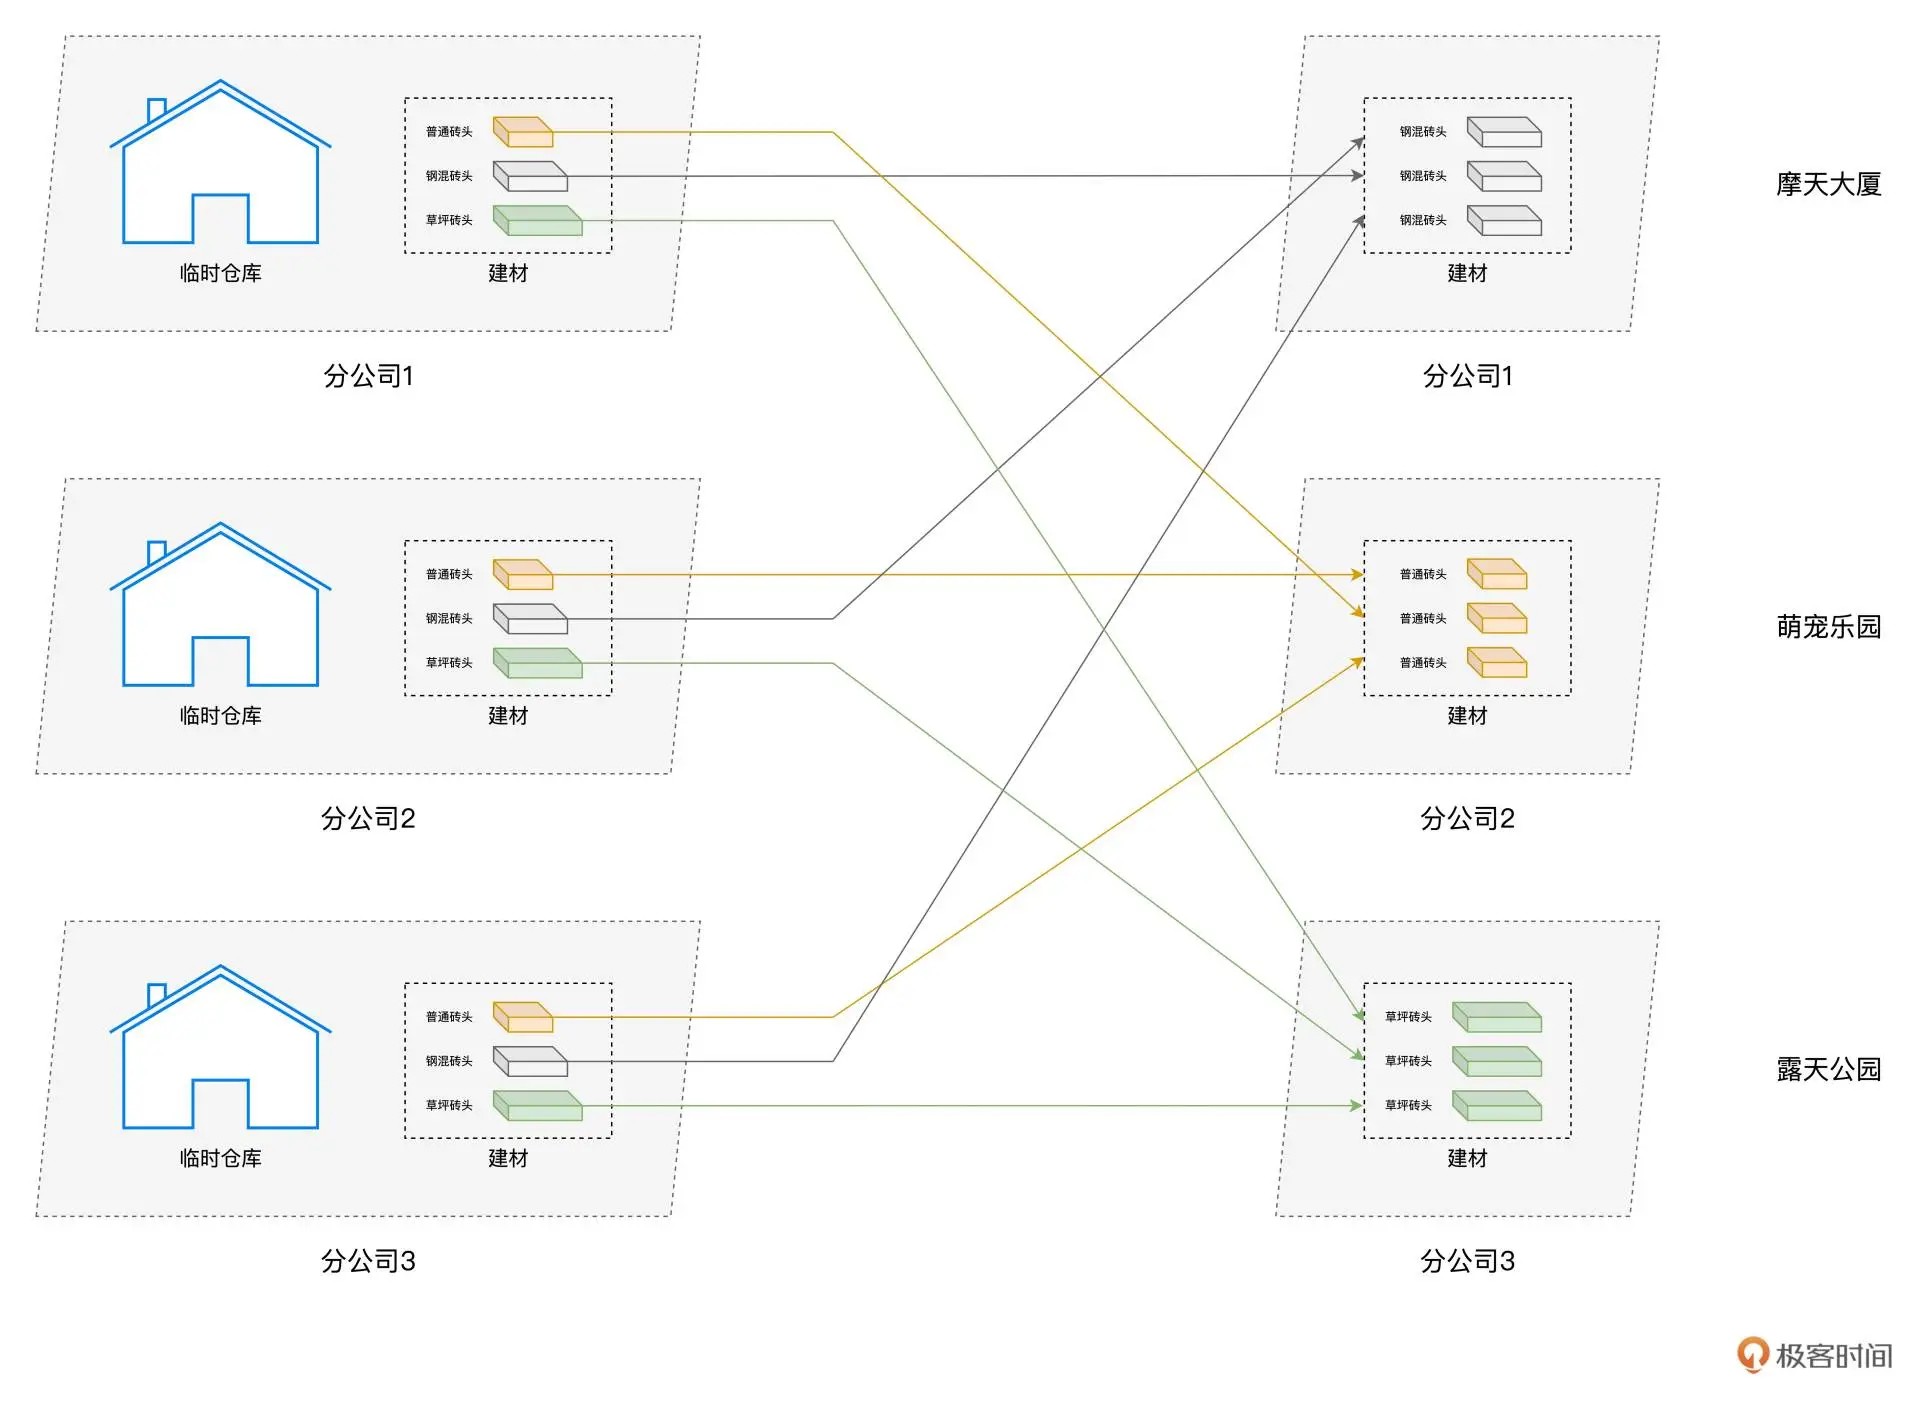 普通砖头
钢混砖头
草坪砖头
临时仓库
建材
分公司1
钢混砖头
钢混砖头
钢混砖头
建材
分公司1
摩天大厦
普通砖头
钢混砖头
草坪砖头
临时仓库
建材
分公司2
普通砖头
普通砖头
普通砖头
建材
分公司2
萌宠乐园
普通砖头
钢混砖头
草坪砖头
临时仓库
建材
分公司3
草坪砖头
草坪砖头
草坪砖头
建材
分公司3
露天公园
极客时间